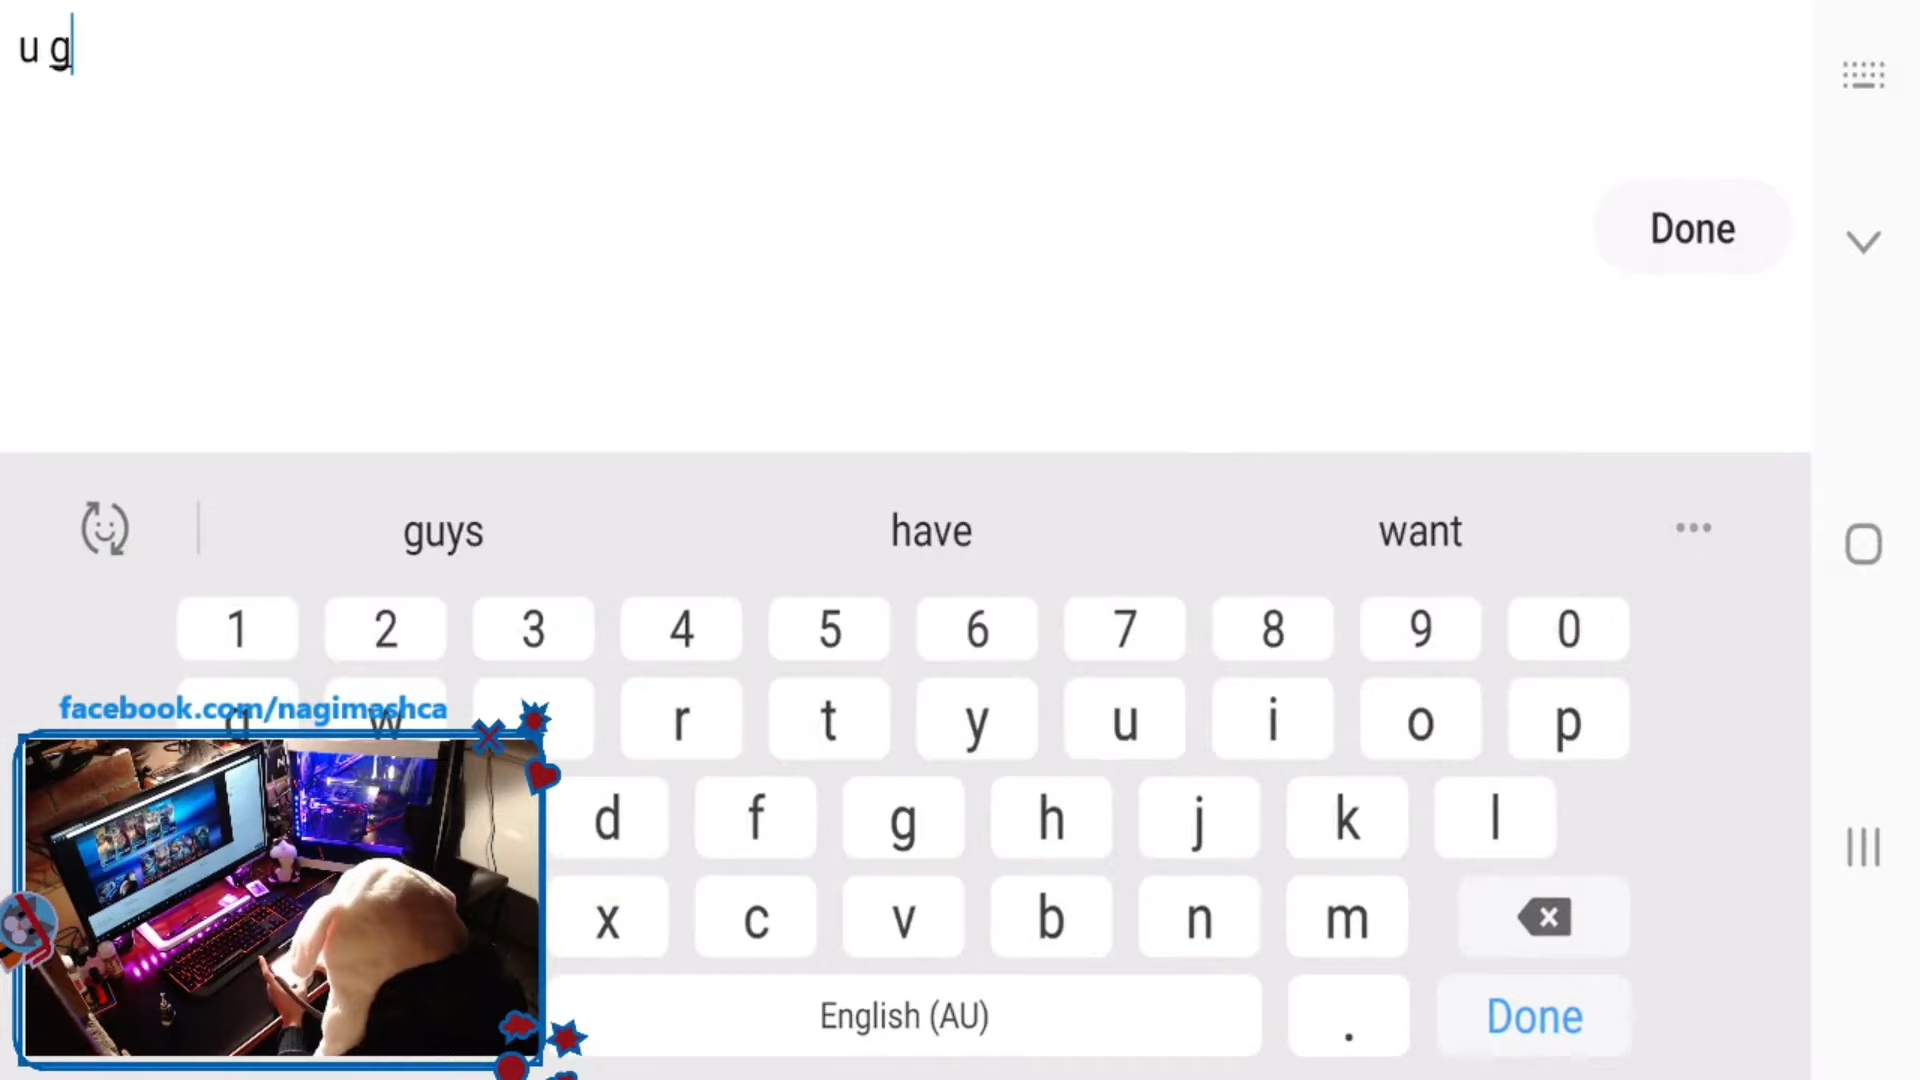 u g
Done
guys have want
1 2 3 4 5 6 7 8 9 0
facebook.com/nagimashca
q w r t y u i o p
d f g h j k l
x c v b n m
English (AU) . Done